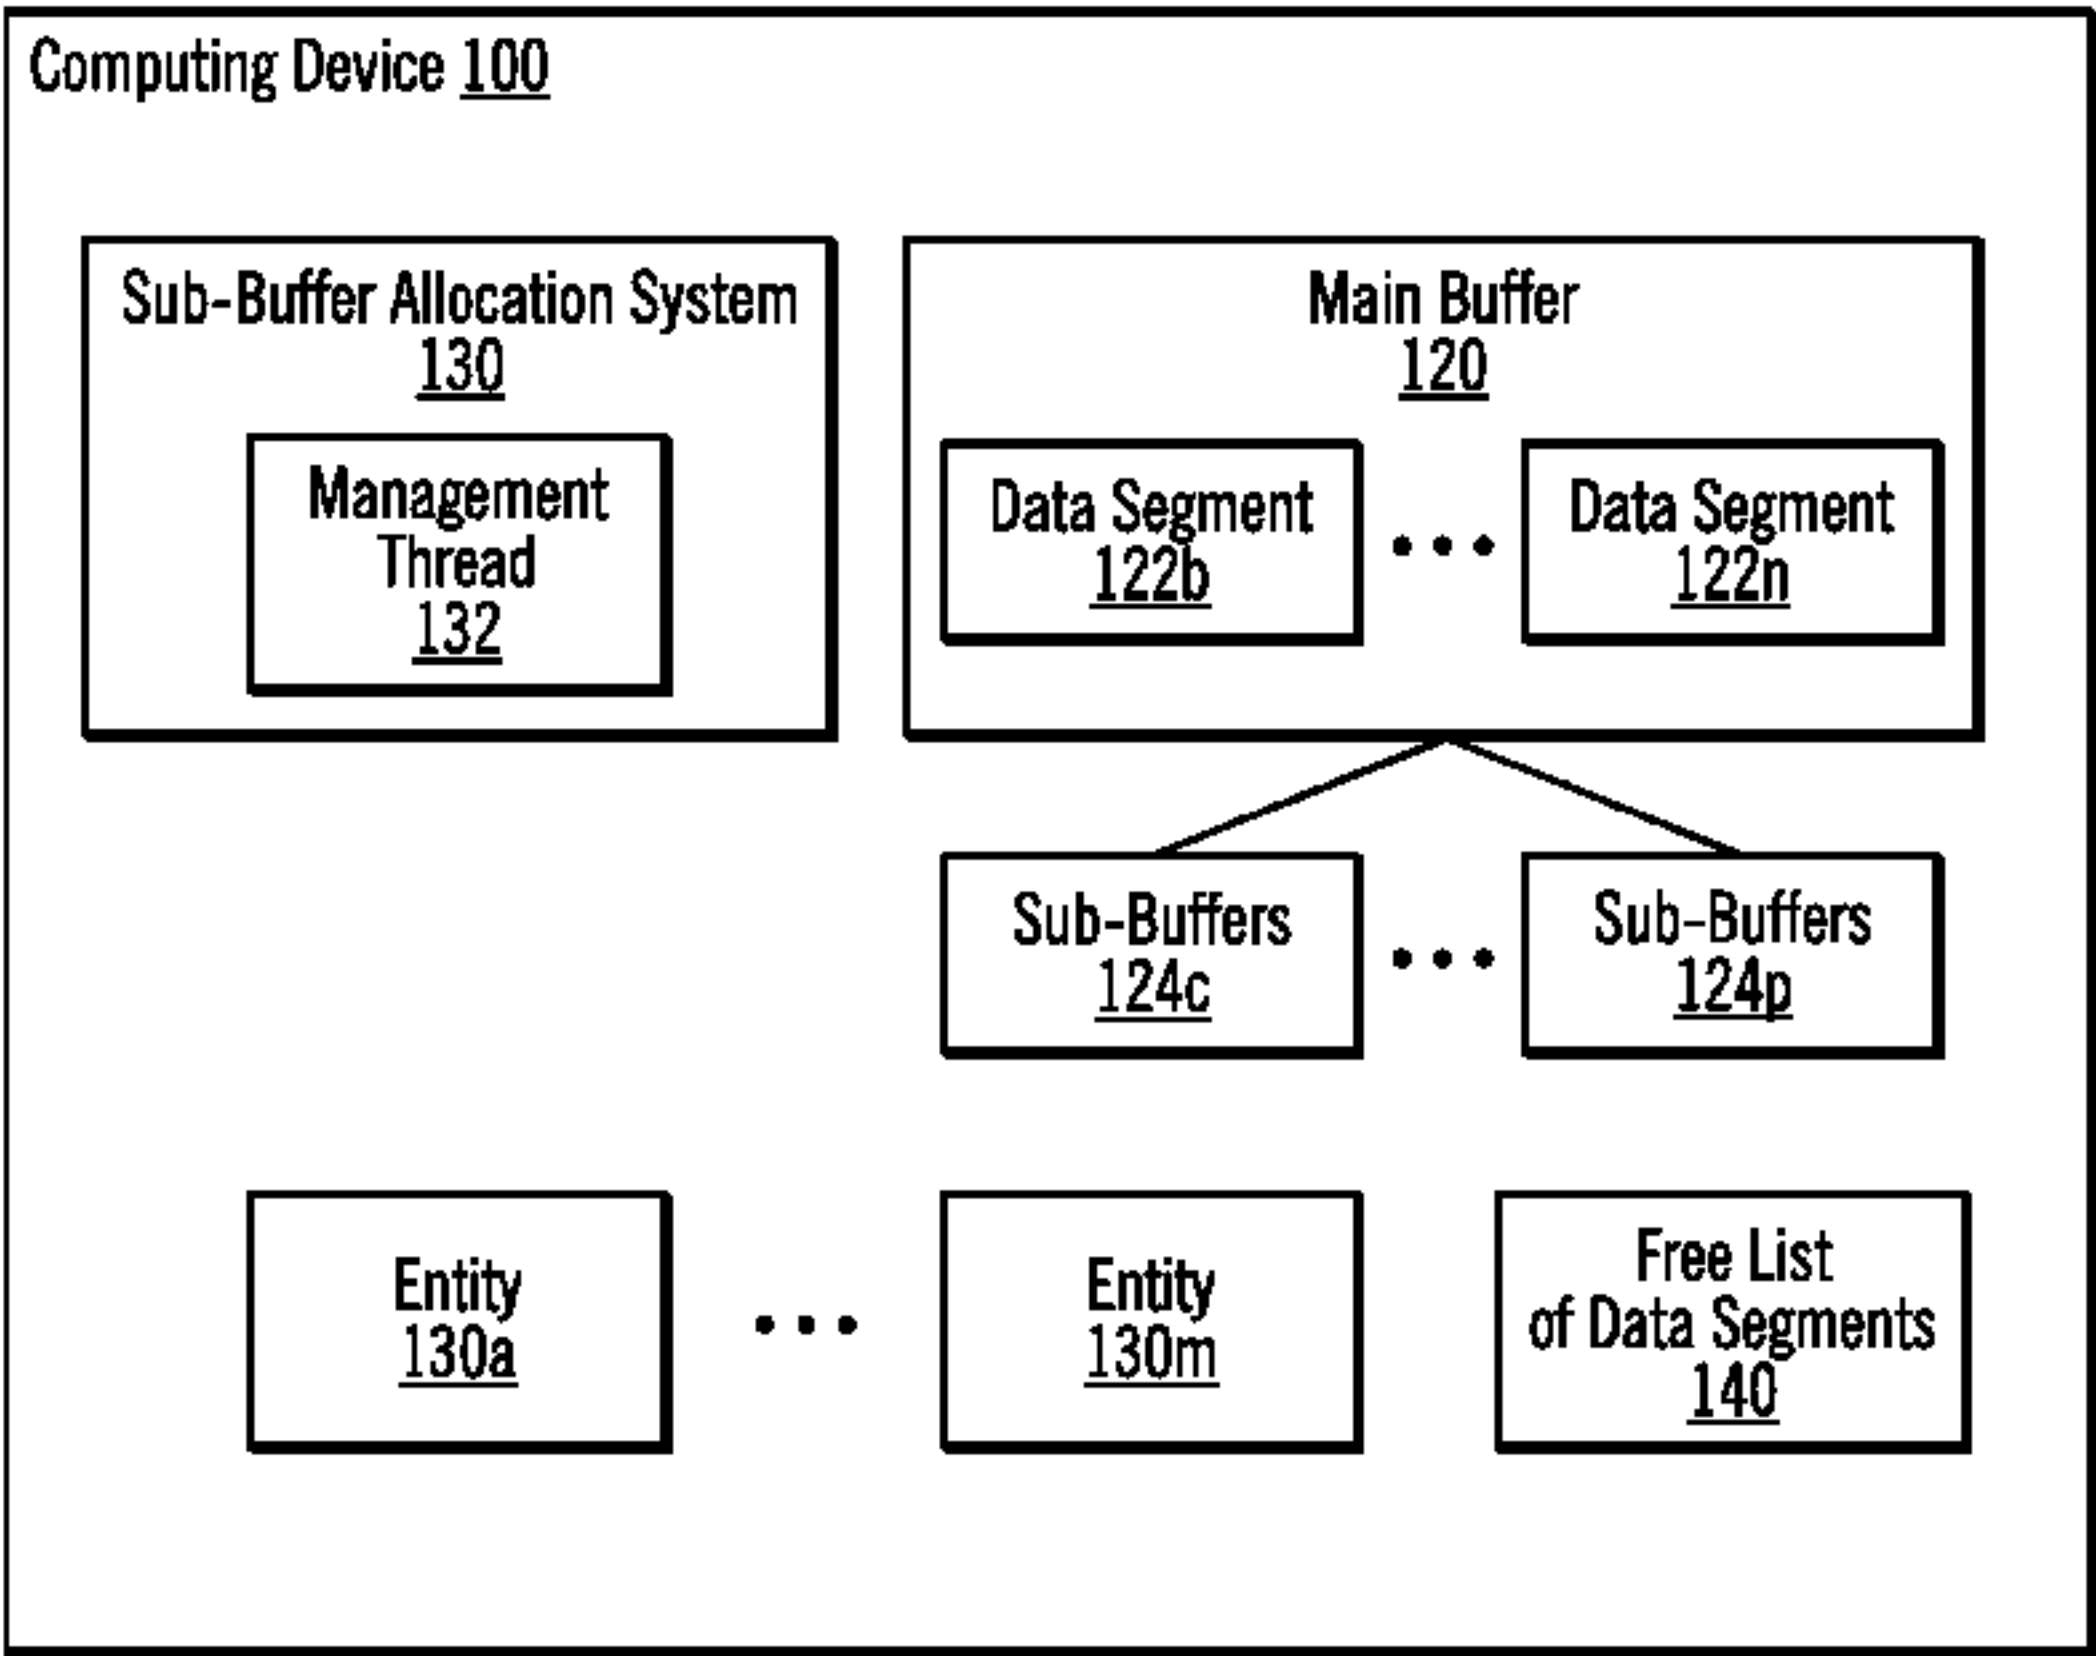 Computing Device 100
Sub-Buffer Allocation System
130
Management
Thread
132
Main Buffer
120
Data Segment
122b
Data Segment
122n
Sub-Buffers
124c
Sub-Buffers
124p
Entity
130a
Entity
130m
Free List
of Data Segments
140